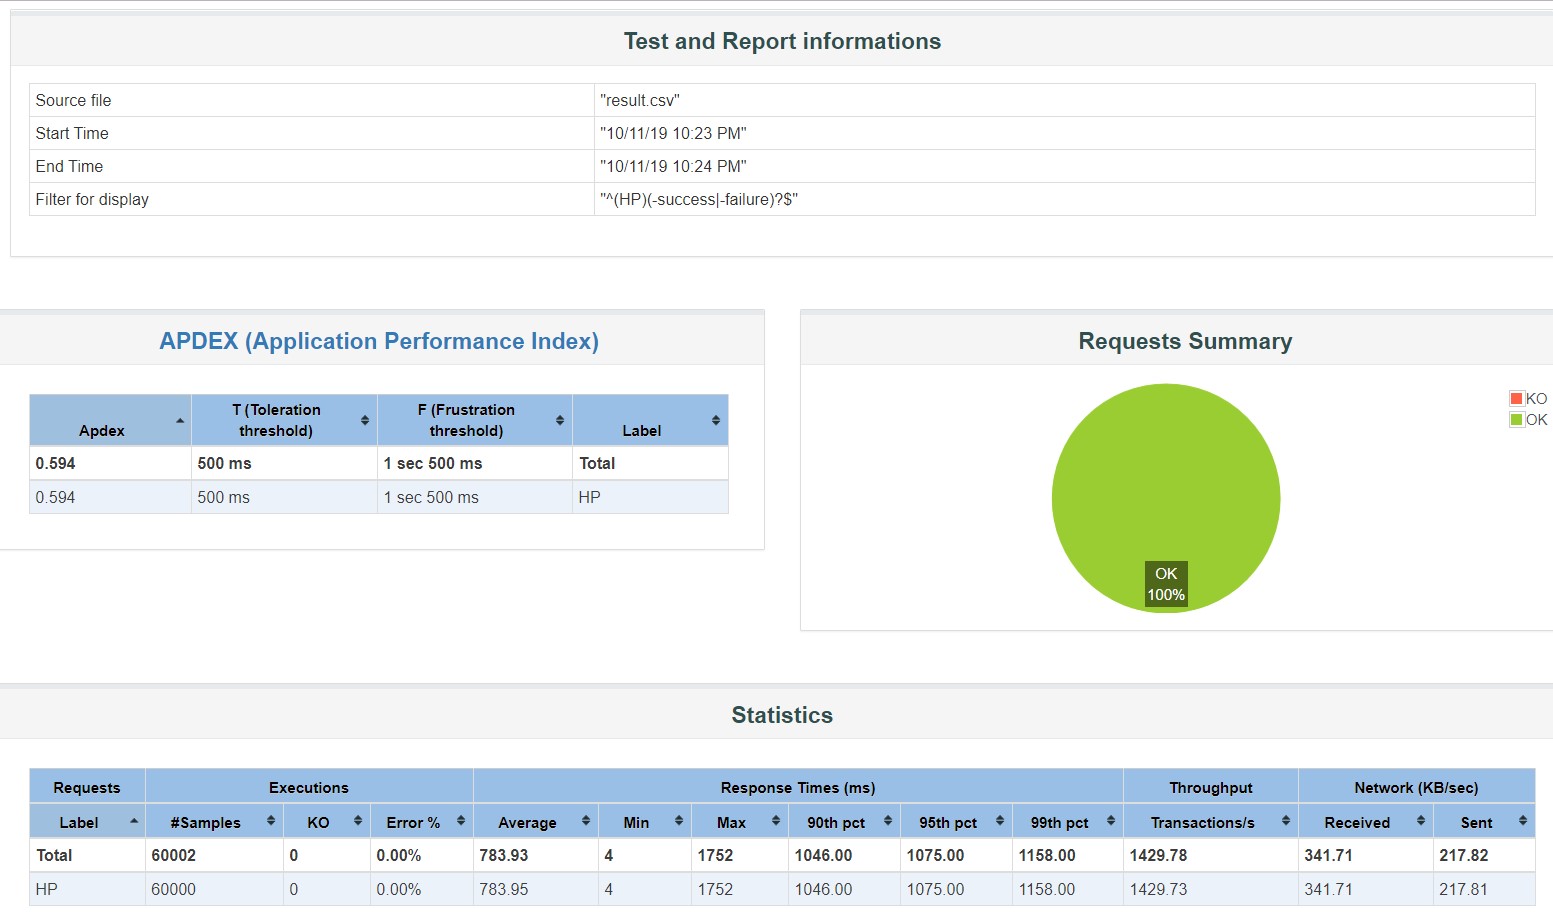 Test and Report informations
Source file "result.csv"
Start Time "10/11/19 10:23 PM"
End Time "10/11/19 10:24 PM"
Filter for display "^(HP)(-success|-failure)?$"
APDEX (Application Performance Index)
Apdex T (Toleration threshold) F (Frustration threshold) Label
0.594 500 ms 1 sec 500 ms Total
0.594 500 ms 1 sec 500 ms HP
Requests Summary
KO
OK
OK
100%
Statistics
Requests Executions Response Times (ms) Throughput Network (KB/sec)
Label #Samples KO Error % Average Min Max 90th pct 95th pct 99th pct Transactions/s Received Sent
Total 60002 0 0.00% 783.93 4 1752 1046.00 1075.00 1158.00 1429.78 341.71 217.82
HP 60000 0 0.00% 783.95 4 1752 1046.00 1075.00 1158.00 1429.73 341.71 217.81